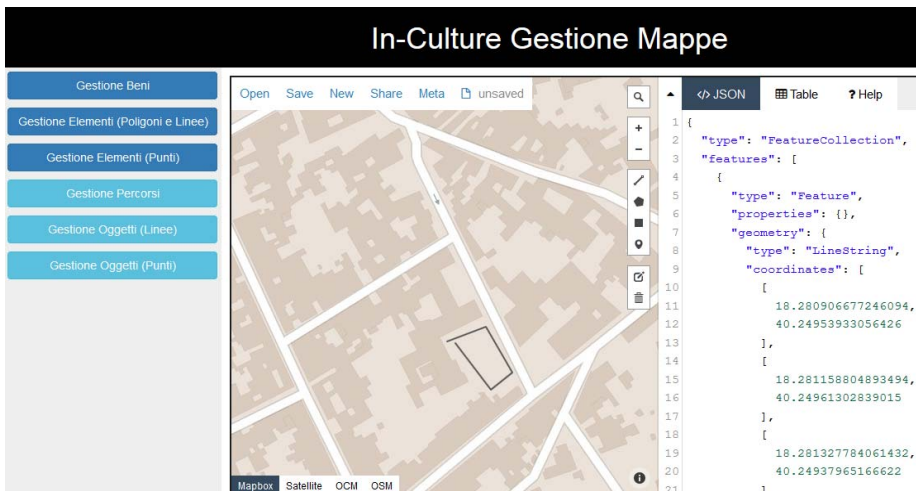 In-Culture Gestione Mappe
Gestione Beni
Gestione Elementi (Poligoni e Linee)
Gestione Elementi (Punti)
Gestione Percorsi
Gestione Oggetti (Linee)
Gestione Oggetti (Punti)
Open Save New Share Meta unsaved
+
-
Mapbox Satellite OCM OSM
</> JSON Table ? Help
1 {
2 "type": "FeatureCollection",
3 "features": [
4 {
5 "type": "Feature",
6 "properties": {},
7 "geometry": {
8 "type": "LineString",
9 "coordinates": [
10 [
11 18.280906677246094,
12 40.24953933056426
13 ],
14 [
15 18.281158804893494,
16 40.24961302839015
17 ],
18 [
19 18.281327784061432,
20 40.24937965166622
21 ]